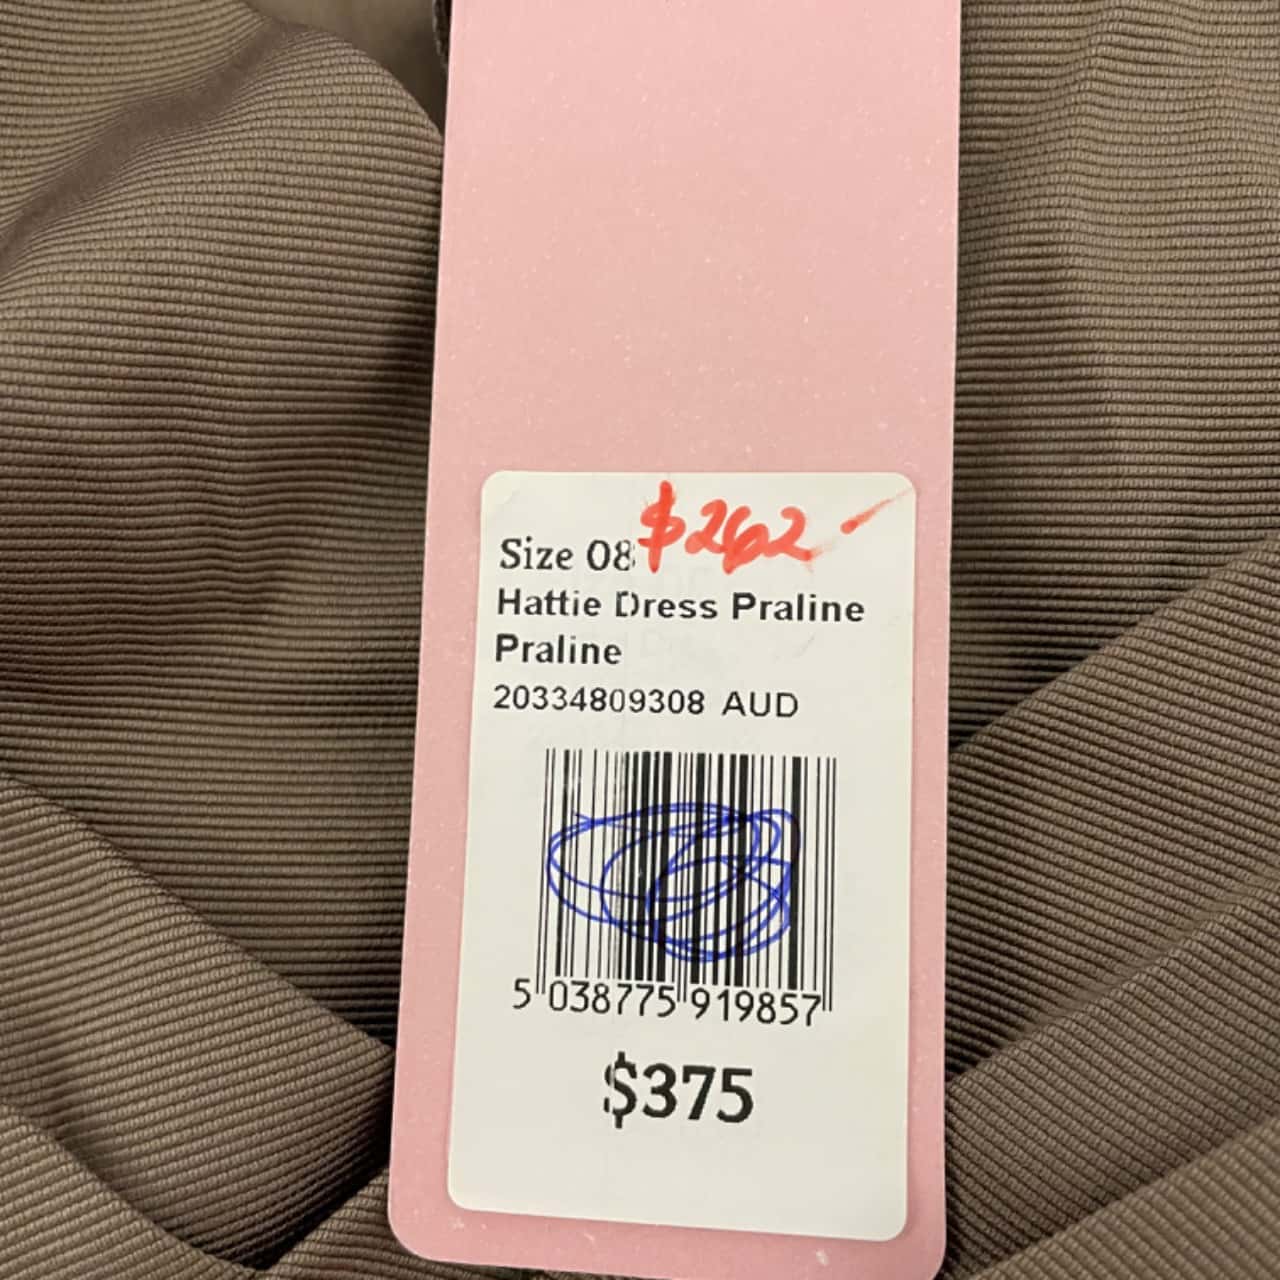 $262 -
Size 08
Hattie Dress Praline
Praline
20334809308 AUD
5 038775 919857
$375